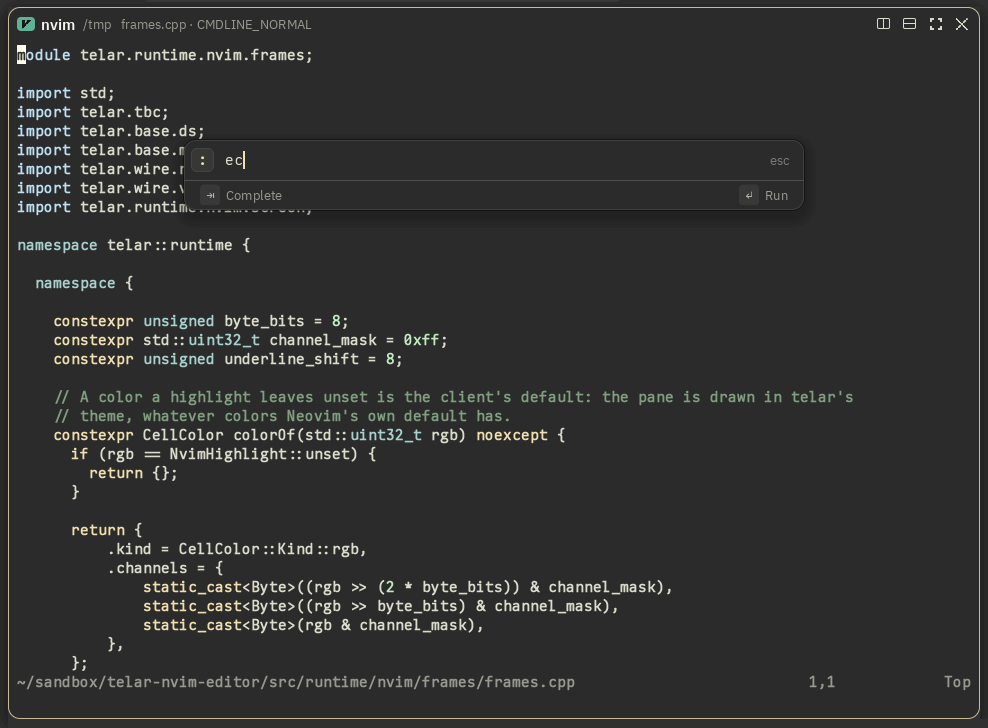 nvim /tmp frames.cpp · CMDLINE_NORMAL
module telar.runtime.nvim.frames;
import std;
import telar.tbc;
import telar.base.ds;
import telar.base.
: ec esc
import telar.wire.
import telar.wire.
⇥ Complete ↵ Run
import telar.runtime.nvim.screen;
namespace telar::runtime {
namespace {
constexpr unsigned byte_bits = 8;
constexpr std::uint32_t channel_mask = 0xff;
constexpr unsigned underline_shift = 8;
// A color a highlight leaves unset is the client's default: the pane is drawn in telar's
// theme, whatever colors Neovim's own default has.
constexpr CellColor colorOf(std::uint32_t rgb) noexcept {
if (rgb == NvimHighlight::unset) {
return {};
}
return {
.kind = CellColor::Kind::rgb,
.channels = {
static_cast<Byte>((rgb >> (2 * byte_bits)) & channel_mask),
static_cast<Byte>((rgb >> byte_bits) & channel_mask),
static_cast<Byte>(rgb & channel_mask),
},
};
~/sandbox/telar-nvim-editor/src/runtime/nvim/frames/frames.cpp 1,1 Top